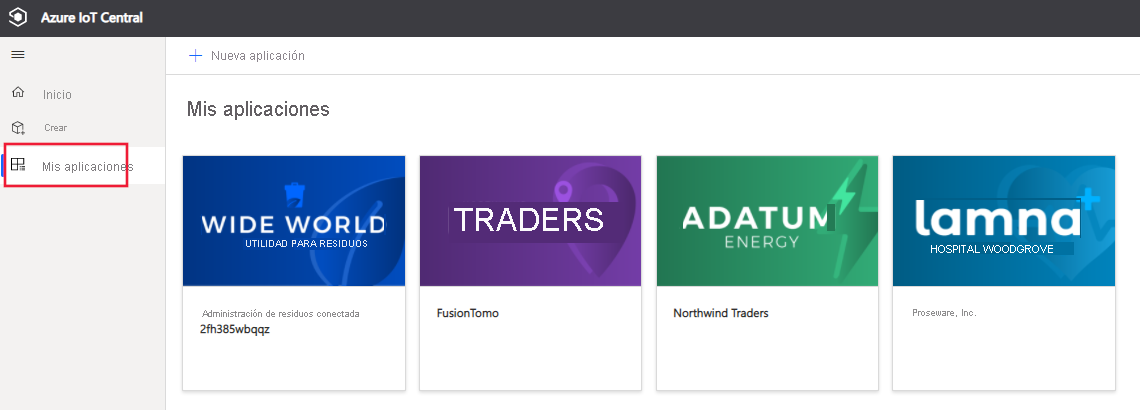 Azure IoT Central
Nueva aplicación
Inicio
Crear
Mis aplicaciones
Mis aplicaciones
WIDE WORLD
UTILIDAD PARA RESIDUOS
TRADERS
ADATUM
ENERGY
lamna
HOSPITAL WOODGROVE
Administración de residuos conectada
2fh385wbqqz
FusionTomo
Northwind Traders
Proseware, Inc.